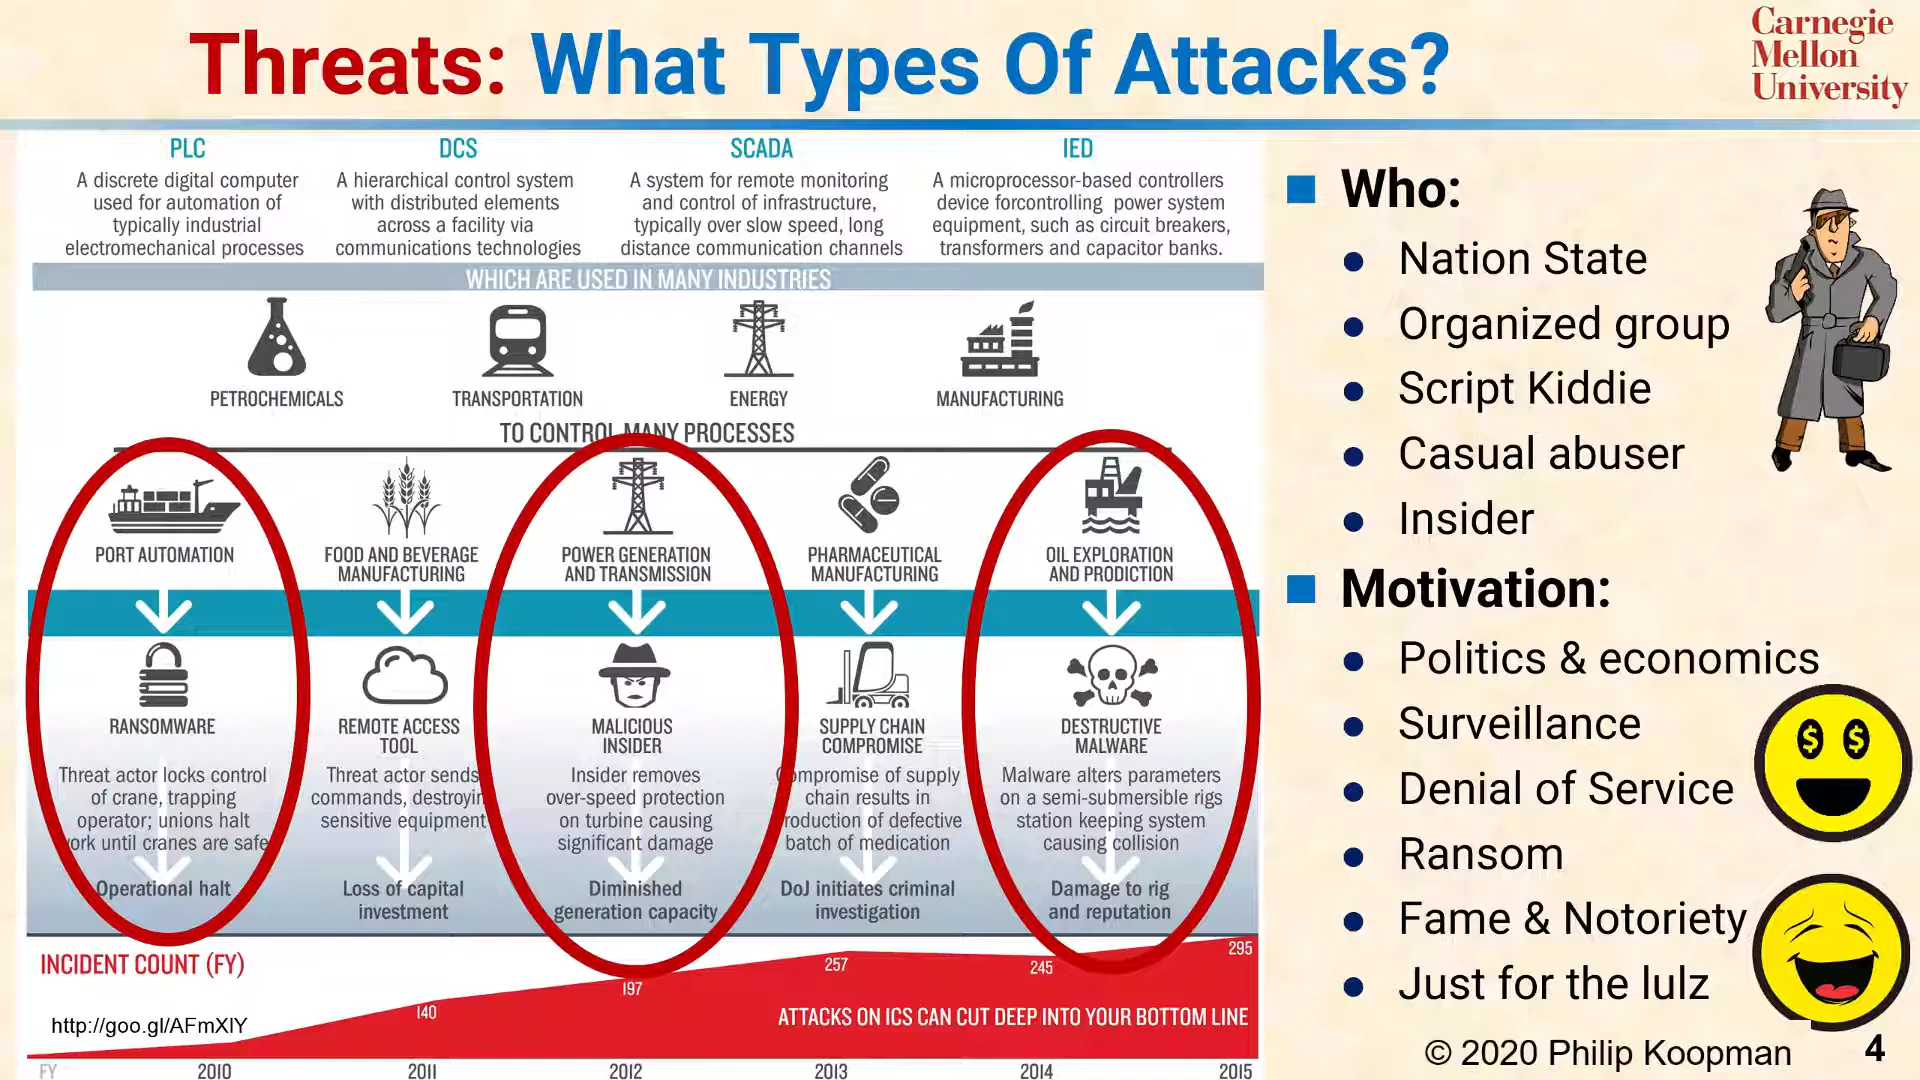 Threats: What Types Of Attacks?
Carnegie
Mellon
University
PLC
A discrete digital computer
used for automation of
typically industrial
electromechanical processes
DCS
A hierarchical control system
with distributed elements
across a facility via
communications technologies
SCADA
A system for remote monitoring
and control of infrastructure,
typically over slow speed, long
distance communication channels
IED
A microprocessor-based controllers
device forcontrolling power system
equipment, such as circuit breakers,
transformers and capacitor banks.
WHICH ARE USED IN MANY INDUSTRIES
PETROCHEMICALS
TRANSPORTATION
ENERGY
MANUFACTURING
TO CONTROL MANY PROCESSES
PORT AUTOMATION
FOOD AND BEVERAGE
MANUFACTURING
POWER GENERATION
AND TRANSMISSION
PHARMACEUTICAL
MANUFACTURING
OIL EXPLORATION
AND PRODICTION
RANSOMWARE
Threat actor locks control
of crane, trapping
operator; unions halt
work until cranes are safe
Operational halt
REMOTE ACCESS
TOOL
Threat actor sends
commands, destroying
sensitive equipment
Loss of capital
investment
MALICIOUS
INSIDER
Insider removes
over-speed protection
on turbine causing
significant damage
Diminished
generation capacity
SUPPLY CHAIN
COMPROMISE
Compromise of supply
chain results in
production of defective
batch of medication
DoJ initiates criminal
investigation
DESTRUCTIVE
MALWARE
Malware alters parameters
on a semi-submersible rigs
station keeping system
causing collision
Damage to rig
and reputation
INCIDENT COUNT (FY)
140
197
257
245
295
http://goo.gl/AFmXIY
ATTACKS ON ICS CAN CUT DEEP INTO YOUR BOTTOM LINE
FY 2010 2011 2012 2013 2014 2015
Who:
Nation State
Organized group
Script Kiddie
Casual abuser
Insider
Motivation:
Politics & economics
Surveillance
Denial of Service
Ransom
Fame & Notoriety
Just for the lulz
$ $
© 2020 Philip Koopman
4